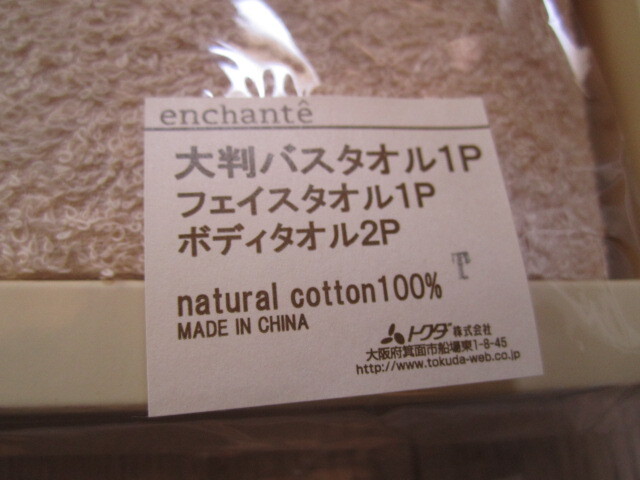 enchantê
大判バスタオル1P
フェイスタオル1P
ボディタオル2P
T
natural cotton100%
MADE IN CHINA
トクダ株式会社
大阪府箕面市船場東1-8-45
http://www.tokuda-web.co.jp